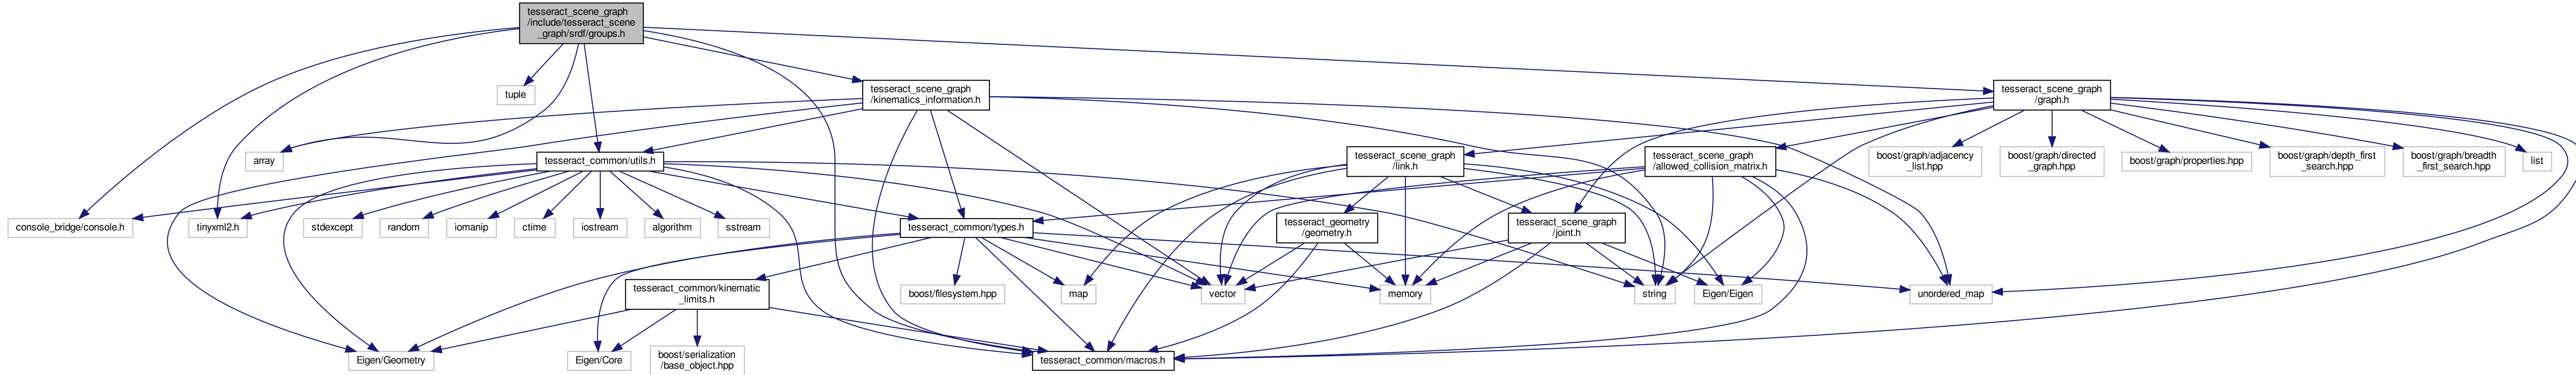 tesseract_scene_graph
/include/tesseract_scene
_graph/srdf/groups.h
tuple
tesseract_scene_graph
/kinematics_information.h
tesseract_scene_graph
/graph.h
array
tesseract_common/utils.h
tesseract_scene_graph
/link.h
tesseract_scene_graph
/allowed_collision_matrix.h
boost/graph/adjacency
_list.hpp
boost/graph/directed
_graph.hpp
boost/graph/properties.hpp
boost/graph/depth_first
_search.hpp
boost/graph/breadth
_first_search.hpp
list
console_bridge/console.h
tinyxml2.h
stdexcept
random
iomanip
ctime
iostream
algorithm
sstream
tesseract_common/types.h
tesseract_geometry
/geometry.h
tesseract_scene_graph
/joint.h
tesseract_common/kinematic
_limits.h
boost/filesystem.hpp
map
vector
memory
string
Eigen/Eigen
unordered_map
Eigen/Geometry
Eigen/Core
boost/serialization
/base_object.hpp
tesseract_common/macros.h